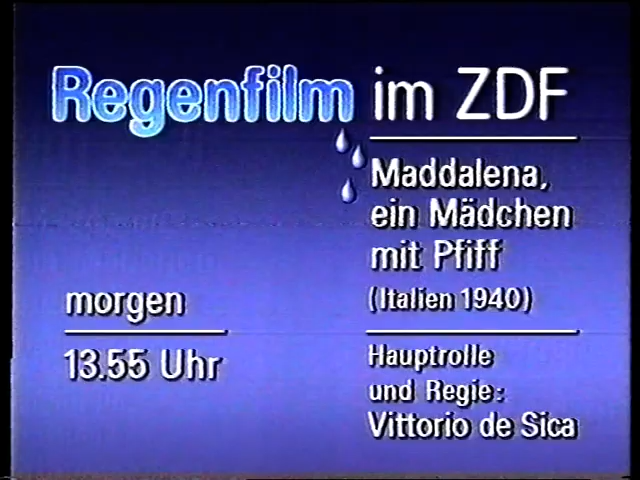 Regenfilm im ZDF
Maddalena,
ein Mädchen
mit Pfiff
(Italien 1940)
morgen
13.55 Uhr
Hauptrolle
und Regie:
Vittorio de Sica